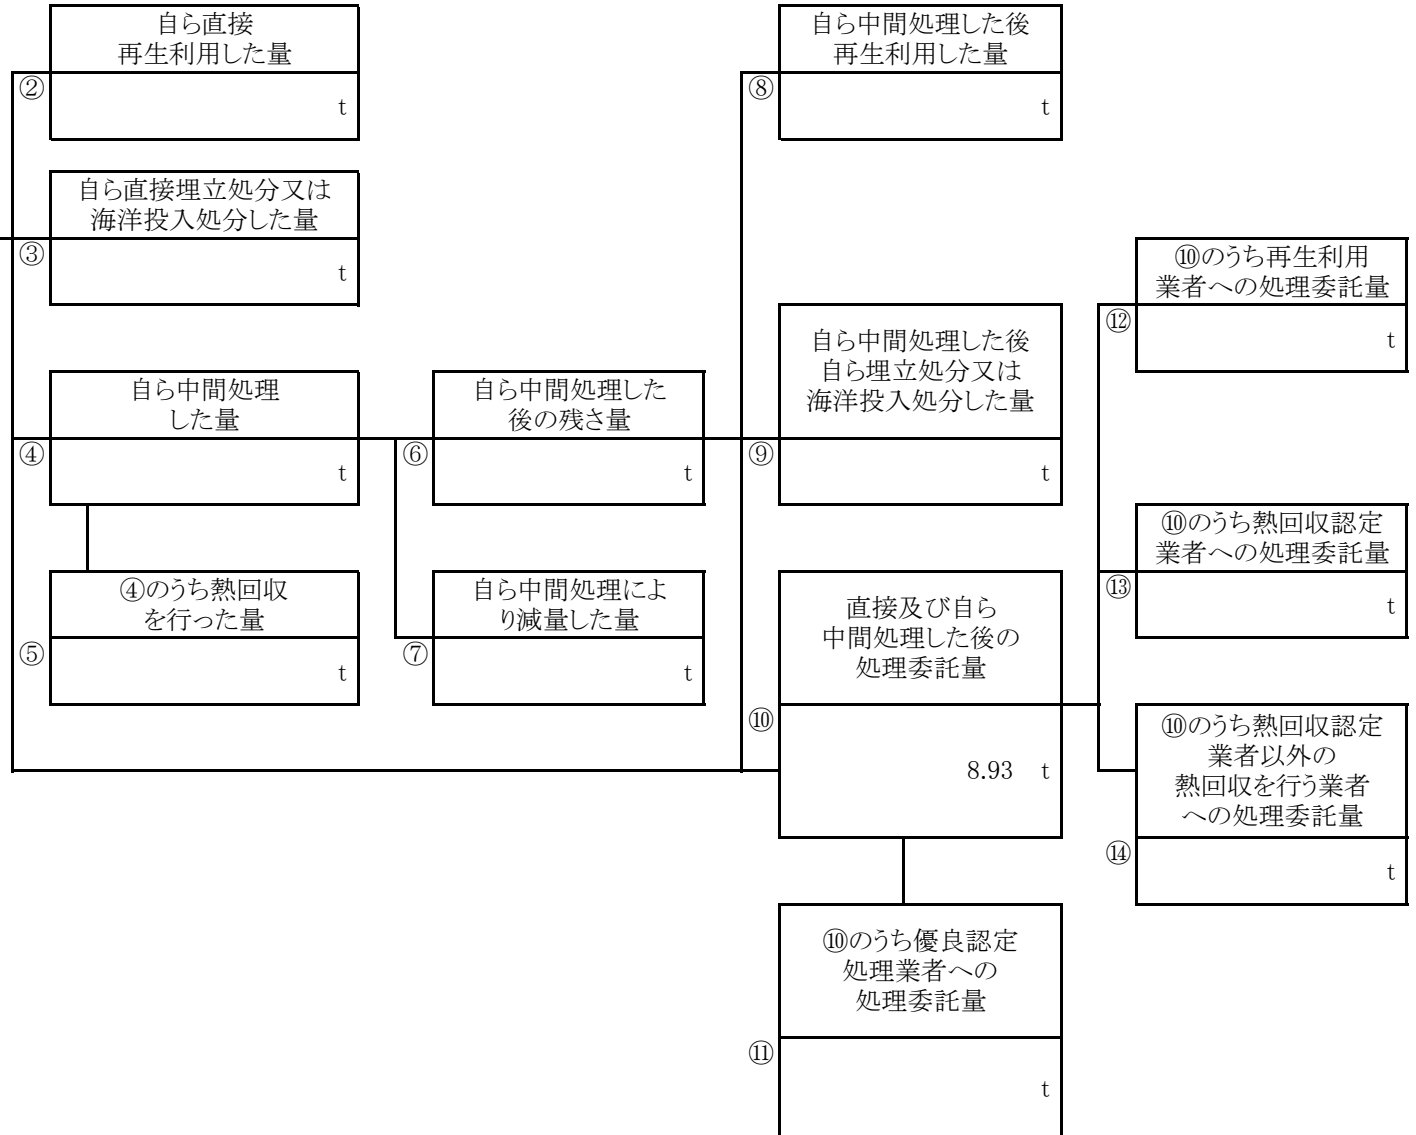 自ら直接
再生利用した量
②
t
自ら直接埋立処分又は
海洋投入処分した量
③
t
自ら中間処理
した量
④
t
④のうち熱回収
を行った量
⑤
t
自ら中間処理した
後の残さ量
⑥
t
自ら中間処理によ
り減量した量
⑦
t
自ら中間処理した後
再生利用した量
⑧
t
自ら中間処理した後
自ら埋立処分又は
海洋投入処分した量
⑨
t
直接及び自ら
中間処理した後の
処理委託量
⑩
8.93 t
⑩のうち優良認定
処理業者への
処理委託量
⑪
t
⑩のうち再生利用
業者への処理委託量
⑫
t
⑩のうち熱回収認定
業者への処理委託量
⑬
t
⑩のうち熱回収認定
業者以外の
熱回収を行う業者
への処理委託量
⑭
t